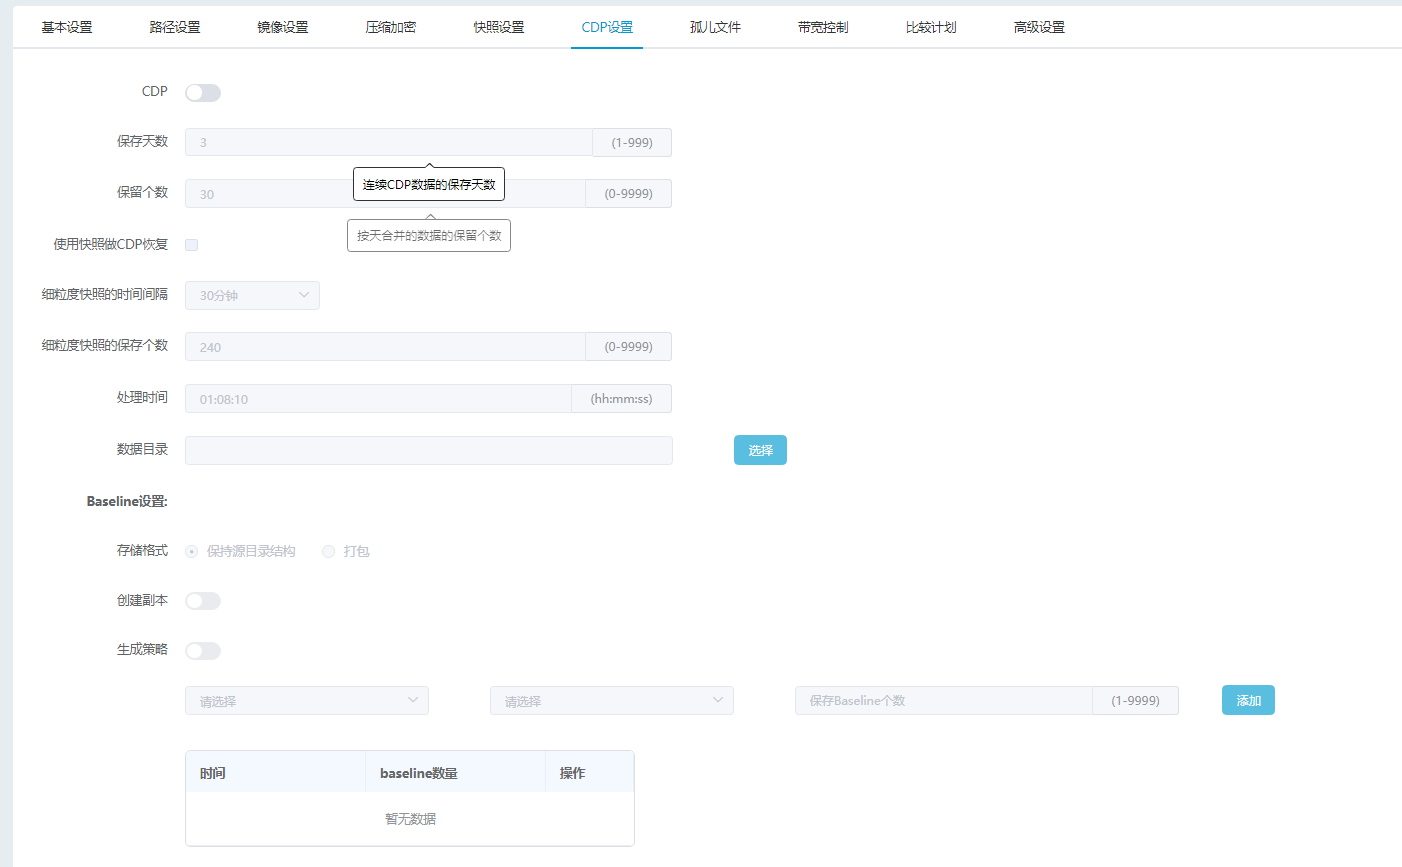 基本设置 路径设置 镜像设置 压缩加密 快照设置 CDP设置 孤儿文件 带宽控制 比较计划 高级设置
CDP
保存天数 3 (1-999)
连续CDP数据的保存天数
保留个数 30 (0-9999)
按天合并的数据的保留个数
使用快照做CDP恢复
细粒度快照的时间间隔 30分钟
细粒度快照的保存个数 240 (0-9999)
处理时间 01:08:10 (hh:mm:ss)
数据目录 选择
Baseline设置:
存储格式 保持源目录结构 打包
创建副本
生成策略
请选择 请选择 保存Baseline个数 (1-9999) 添加
时间 baseline数量 操作
暂无数据